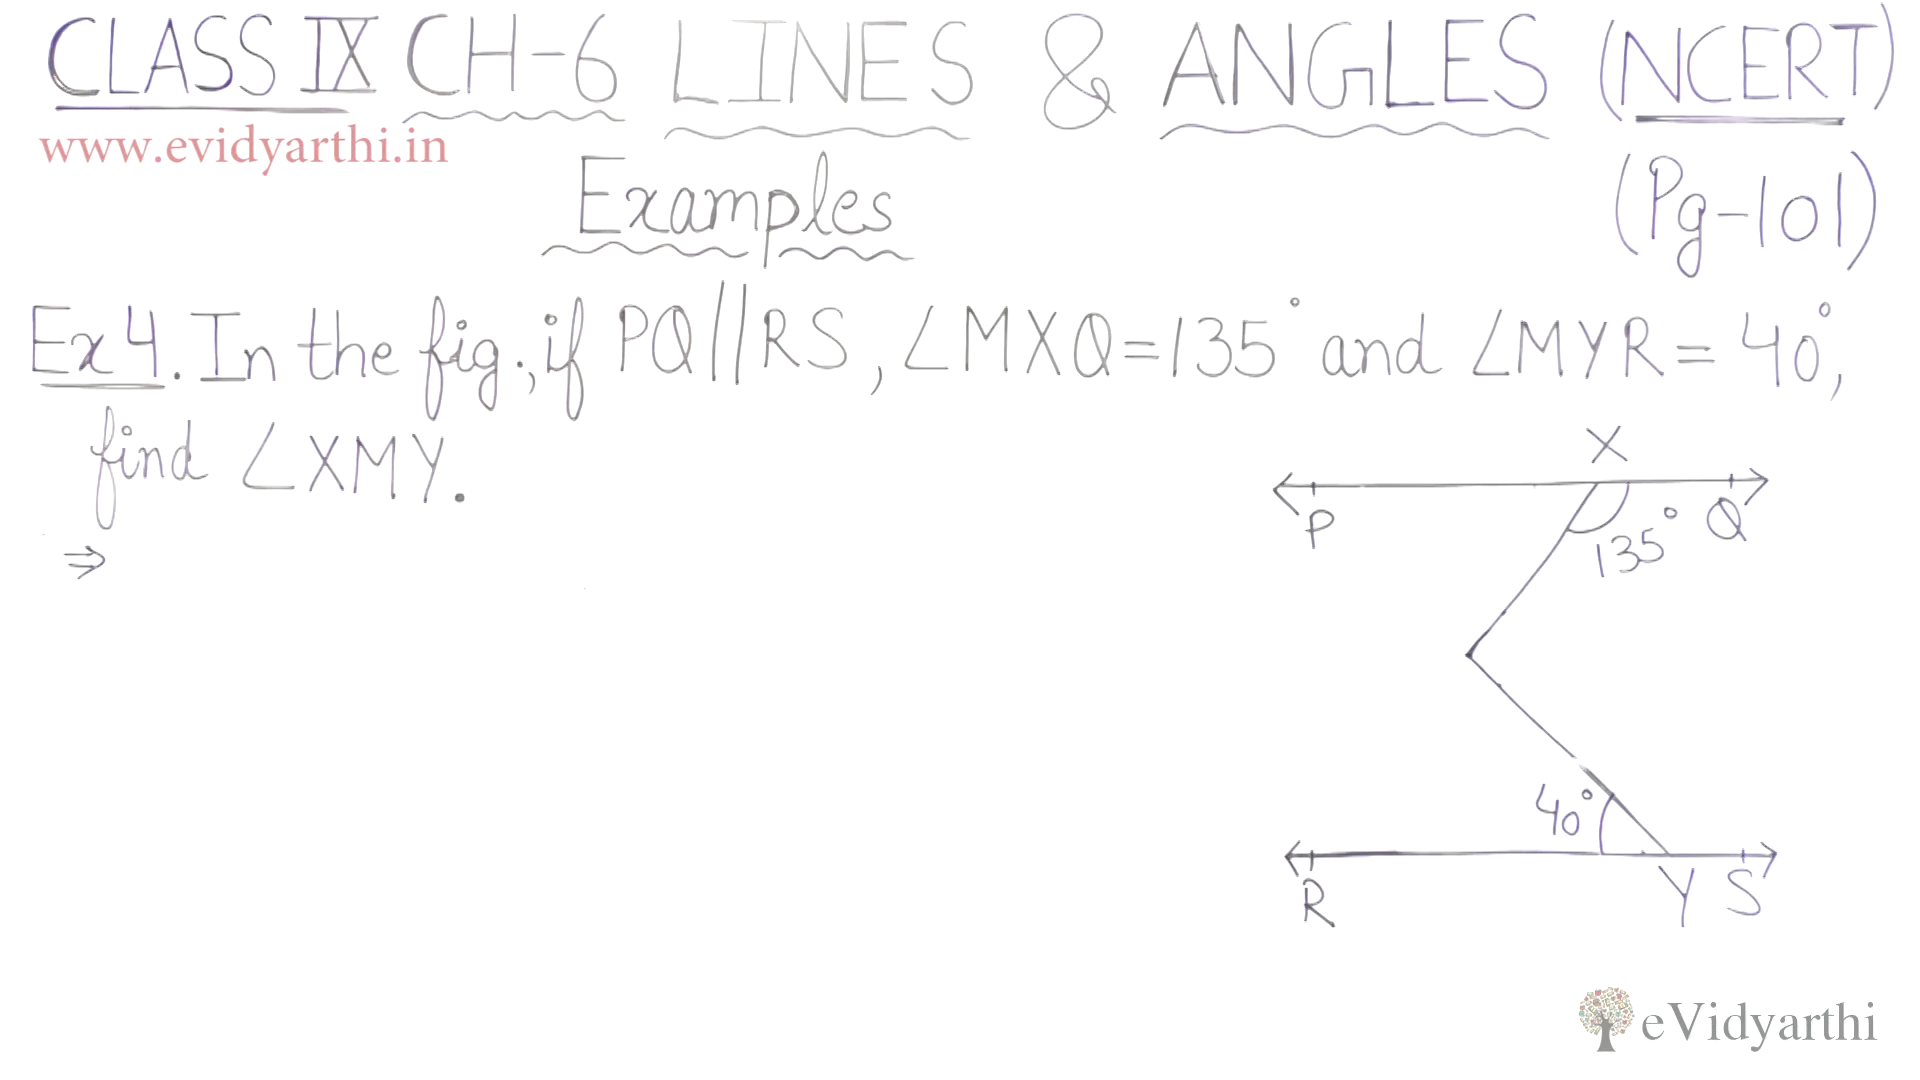 CLASS IX CH-6 LINES & ANGLES (NCERT)
www.evidyarthi.in
Examples
(Pg-101)
Ex 4. In the fig.,if PQ||RS, ∠MXQ=135° and ∠MYR=40°,
find ∠XMY.
⇒
X
P
Q
135°
40°
R
Y S
eVidyarthi